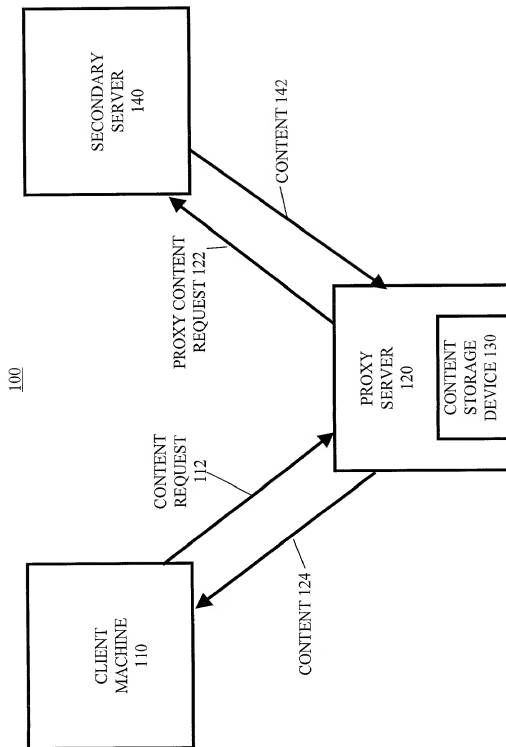 100
CLIENT
MACHINE
110
CONTENT
REQUEST
112
CONTENT 124
PROXY CONTENT
REQUEST 122
CONTENT 142
SECONDARY
SERVER
140
PROXY
SERVER
120
CONTENT
STORAGE
DEVICE 130